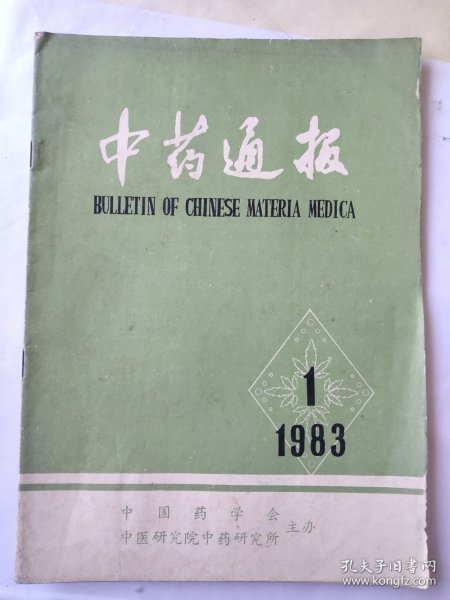 中药通报
BULLETIN OF CHINESE MATERIA MEDICA
1
1983
中国药学会
中医研究院中药研究所
主办
孔夫子旧书网
www.kongfz.com